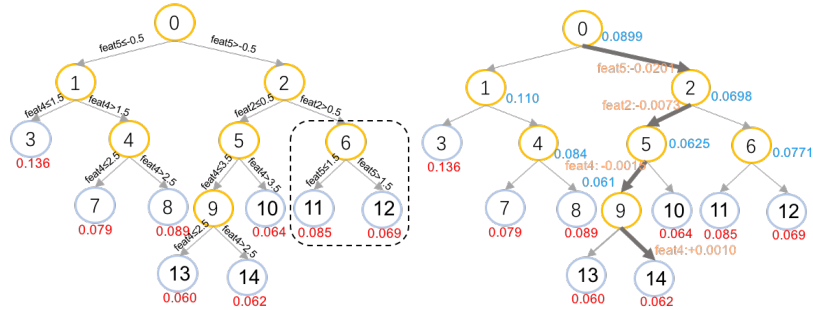 0
feat5≤-0.5
feat5>-0.5
1
2
feat4≤1.5
feat4>1.5
feat2≤0.5
feat2>0.5
3
4
5
6
0.136
feat4≤2.5
feat4>2.5
feat4≤3.5
feat4>3.5
feat5≤1.5
feat5>1.5
7
8
9
10
11
12
0.079
0.089
0.064
0.085
0.069
feat4≤2.5
feat4>2.5
13
14
0.060
0.062
0
0.0899
feat5:-0.0201
1
0.110
2
0.0698
feat2:-0.0073
3
4
5
0.0625
6
0.0771
0.136
0.084
feat4: -0.0015
0.061
7
8
9
10
11
12
0.079
0.089
0.064
0.085
0.069
feat4:+0.0010
13
14
0.060
0.062